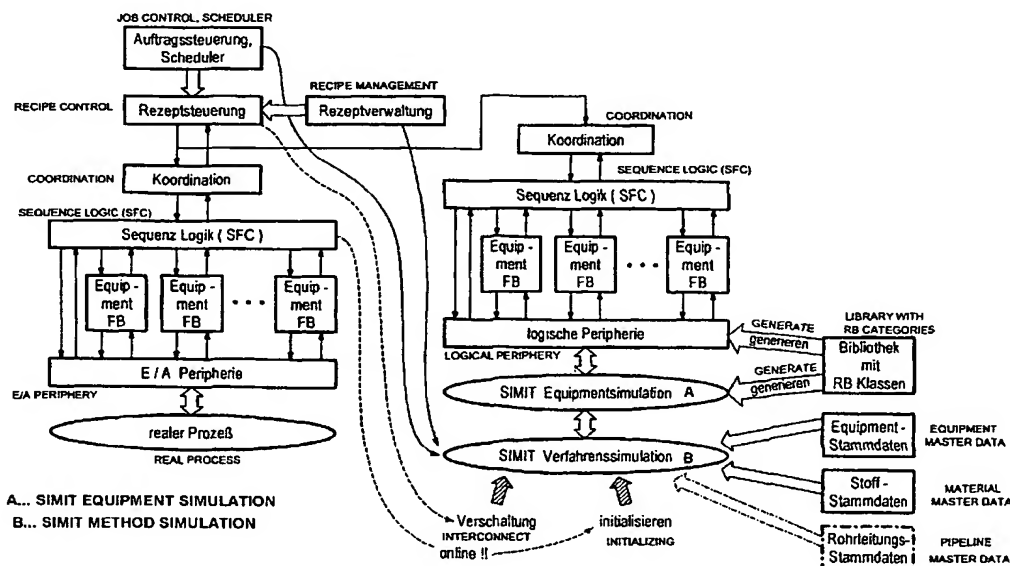 JOB CONTROL, SCHEDULER
Auftragssteuerung,
Scheduler
RECIPE CONTROL
Rezeptsteuerung
RECIPE MANAGEMENT
Rezeptverwaltung
COORDINATION
Koordination
SEQUENCE LOGIC (SFC)
Sequenz Logik ( SFC )
Equip -
ment
FB
Equip -
ment
FB
• • •
Equip -
ment
FB
E / A Peripherie
E/A PERIPHERY
realer Prozeß
REAL PROCESS
A... SIMIT EQUIPMENT SIMULATION
B... SIMIT METHOD SIMULATION
COORDINATION
Koordination
SEQUENCE LOGIC (SFC)
Sequenz Logik ( SFC )
Equip -
ment
FB
Equip -
ment
FB
• • •
Equip -
ment
FB
logische Peripherie
LOGICAL PERIPHERY
GENERATE
generieren
LIBRARY WITH
RB CATEGORIES
Bibliothek
mit
RB Klassen
GENERATE
generieren
SIMIT Equipmentsimulation A
SIMIT Verfahrenssimulation B
Equipment -
Stammdaten
EQUIPMENT
MASTER DATA
Stoff -
Stammdaten
MATERIAL
MASTER DATA
Rohrleitungs-
Stammdaten
PIPELINE
MASTER DATA
Verschaltung
INTERCONNECT
online !!
initialisieren
INITIALIZING